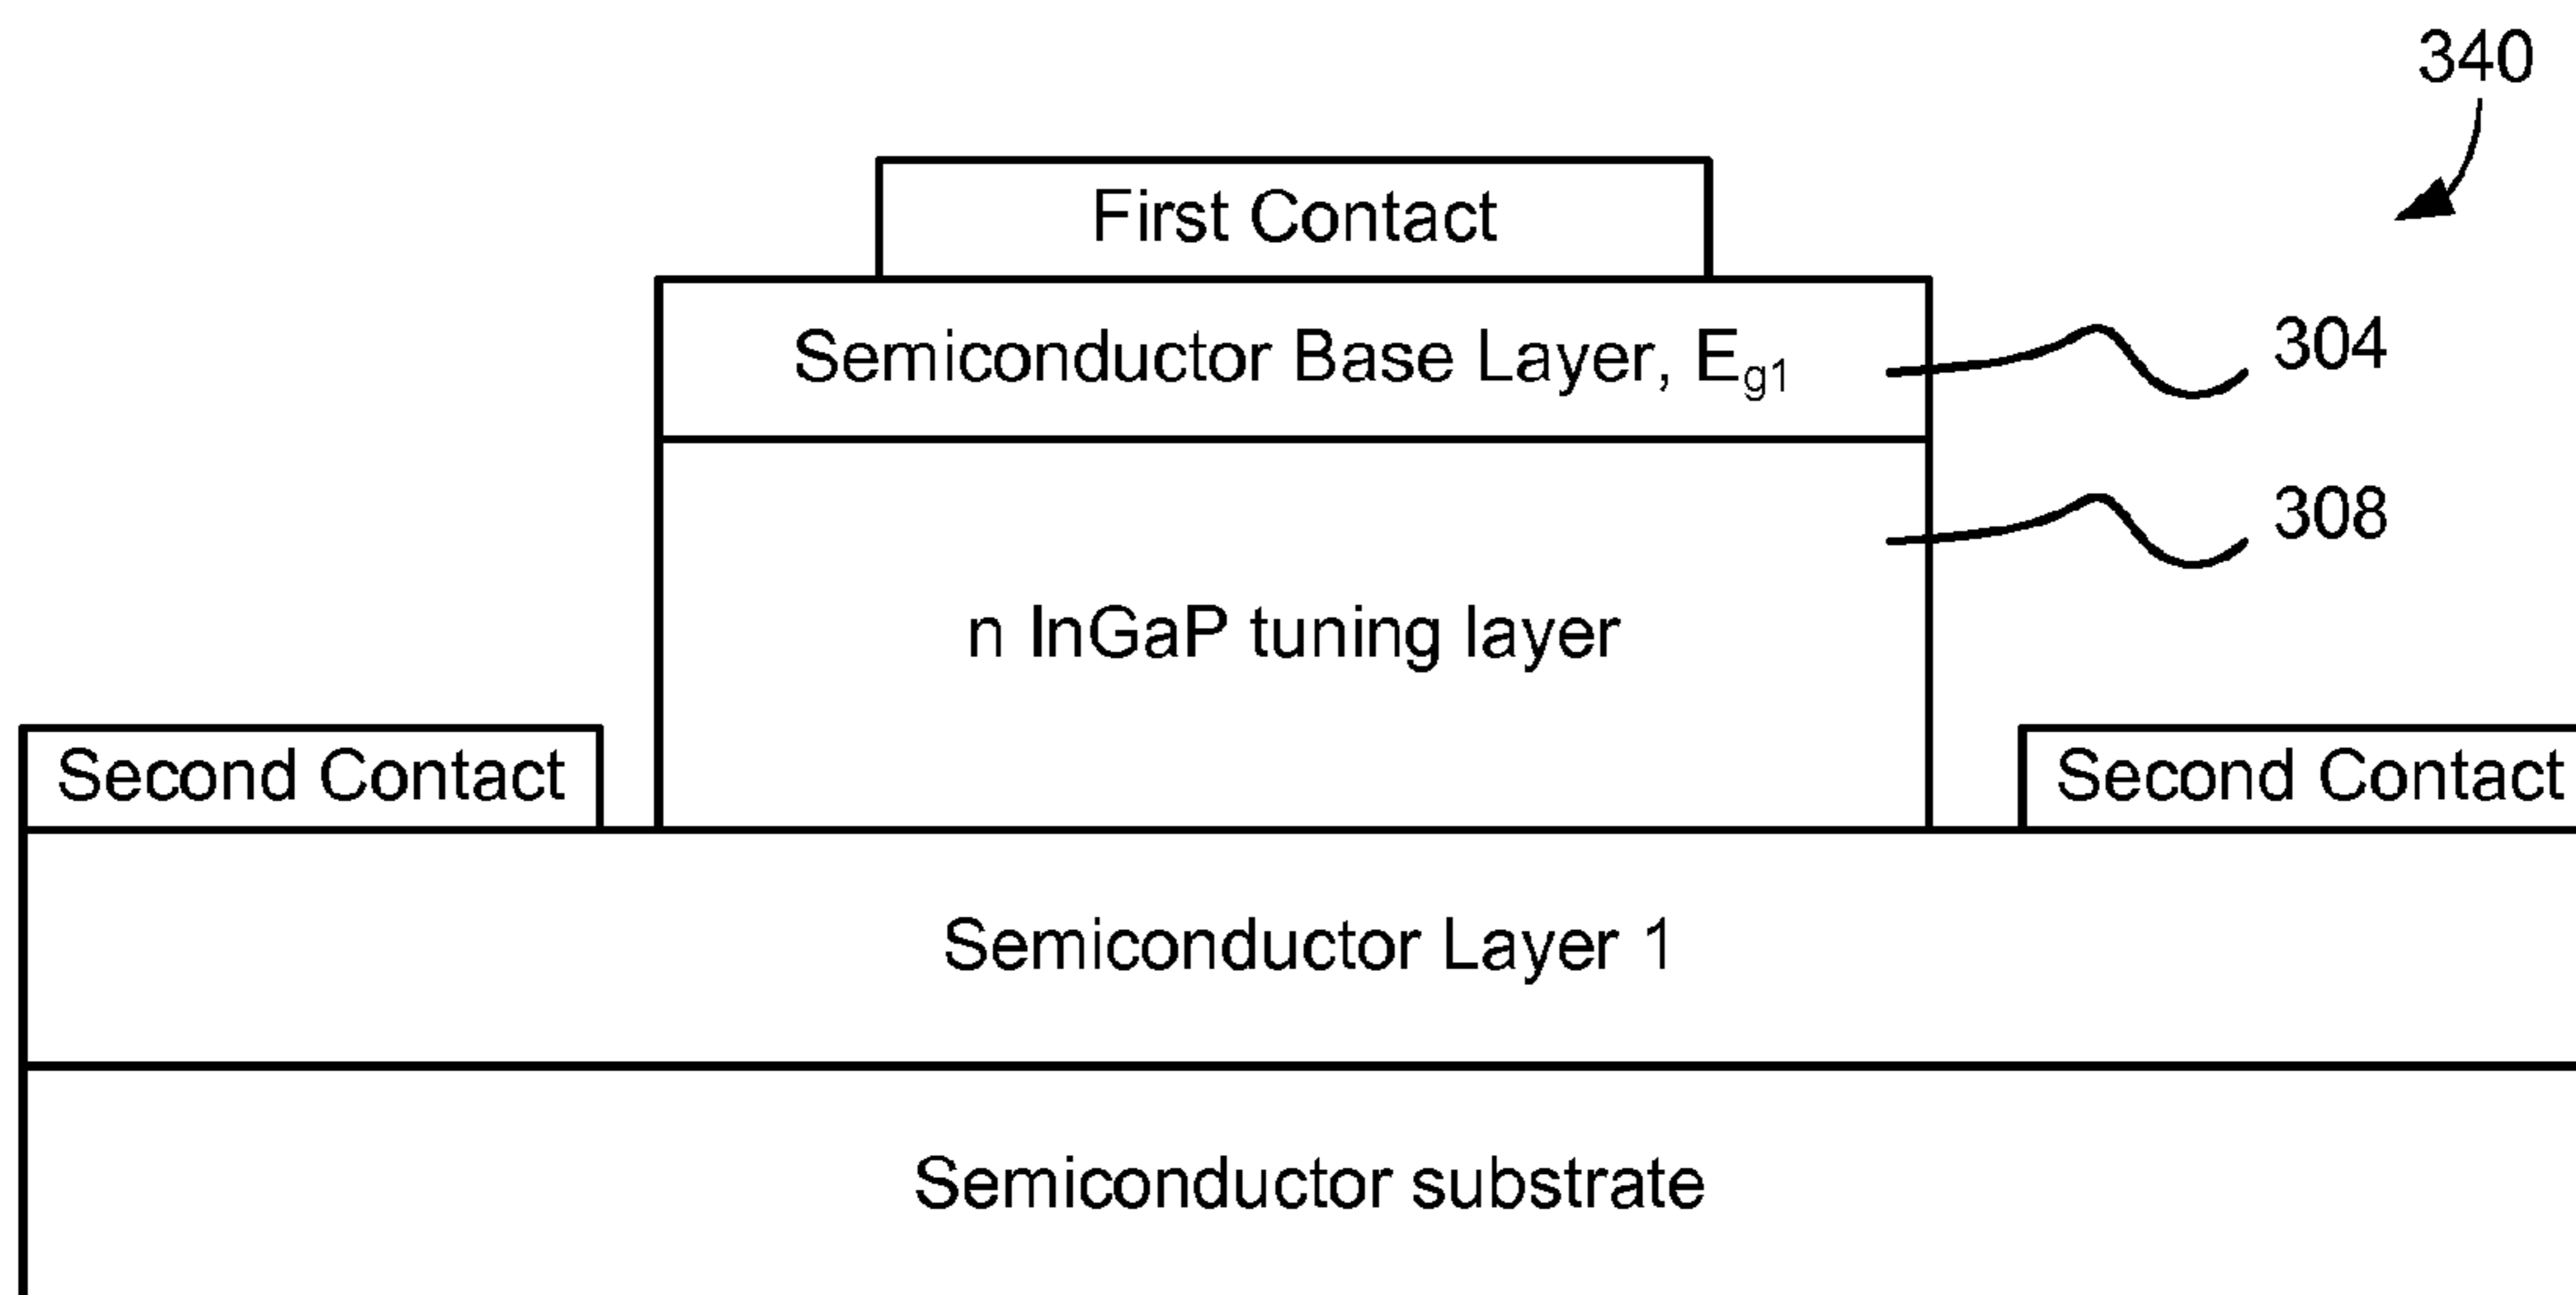 340
First Contact
Semiconductor Base Layer, Eg1
304
308
n InGaP tuning layer
Second Contact
Second Contact
Semiconductor Layer 1
Semiconductor substrate